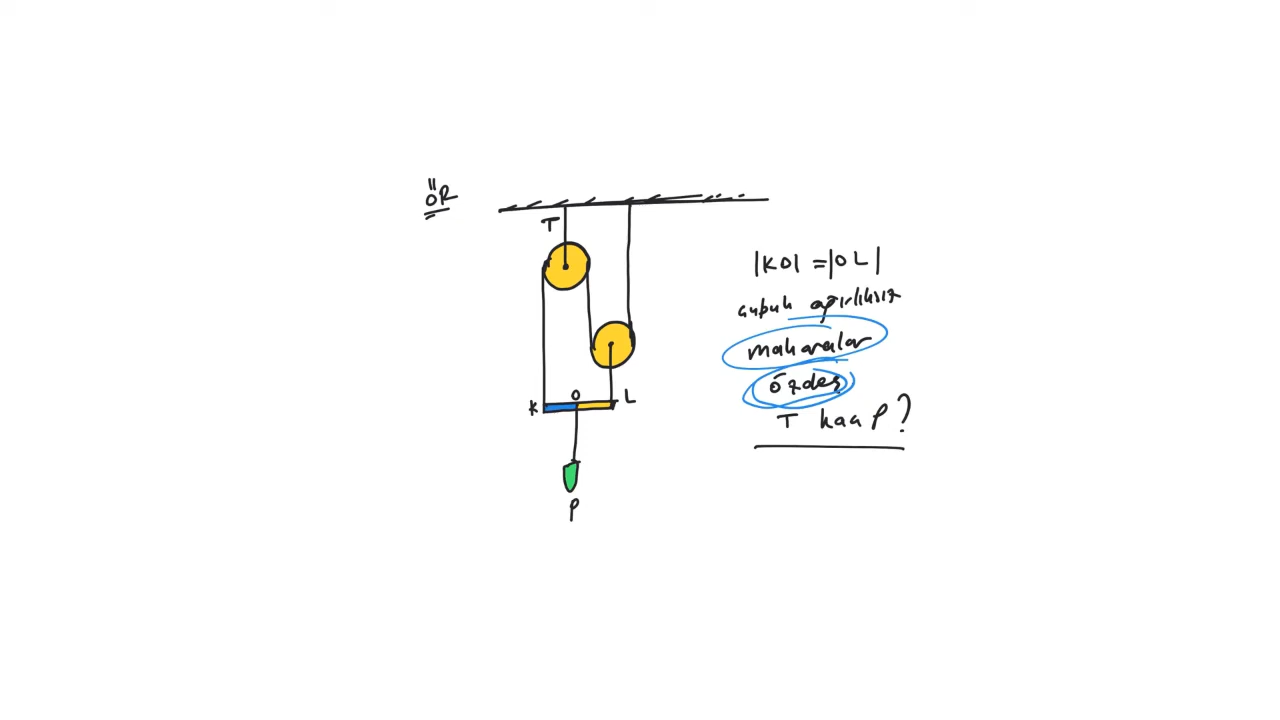 ÖR
T
K
O
L
P
|KO| = |OL|
çubuk ağırlıksız
makaralar
özdeş
T kaç P?